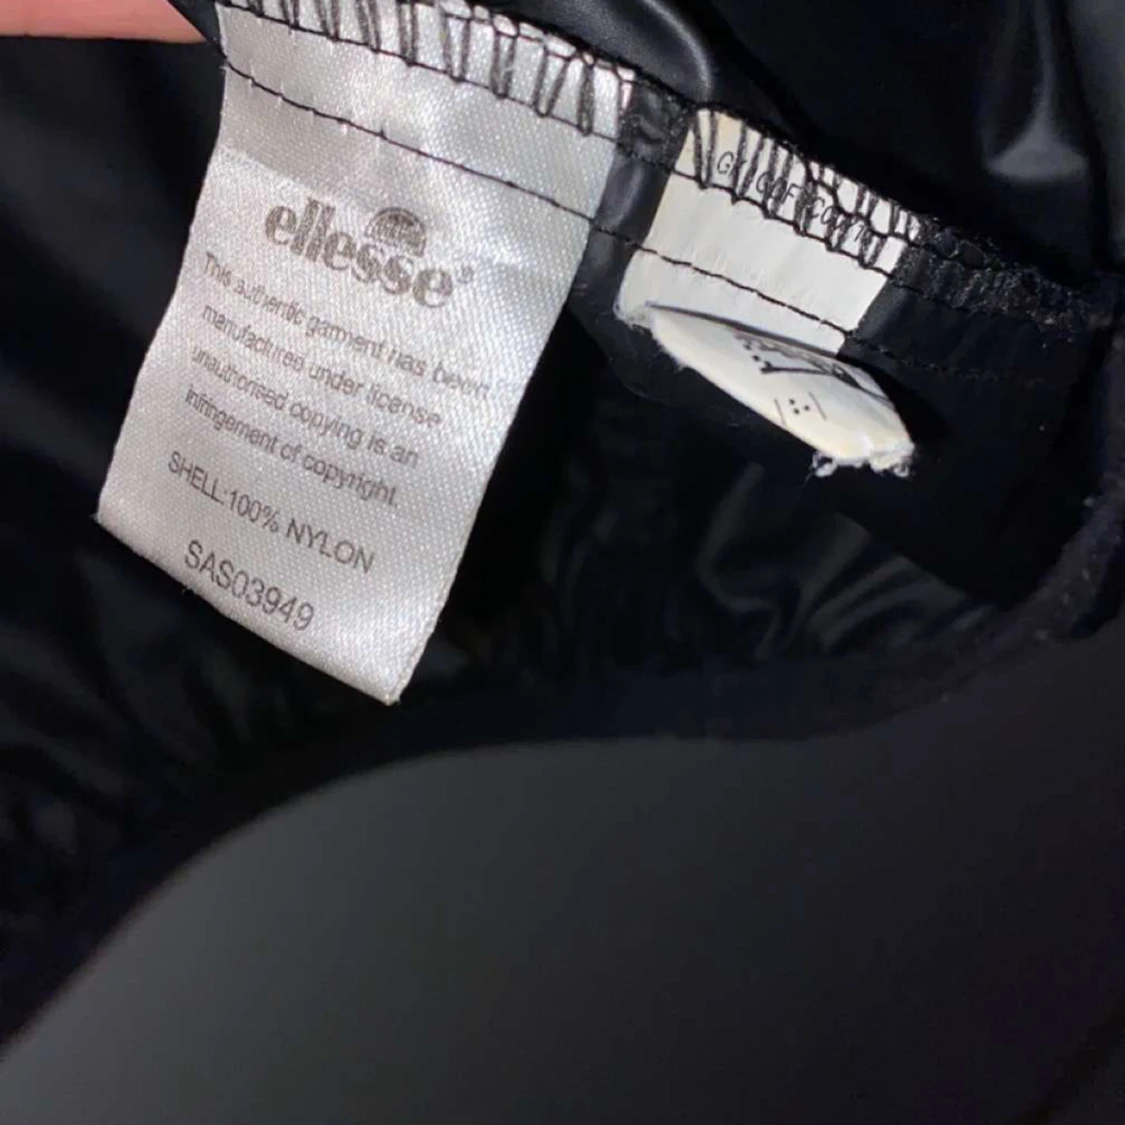 ellesse®
This authentic garment has been
manufactured under license
unauthorised copying is an
infringement of copyright.
SHELL:100% NYLON
SAS03949